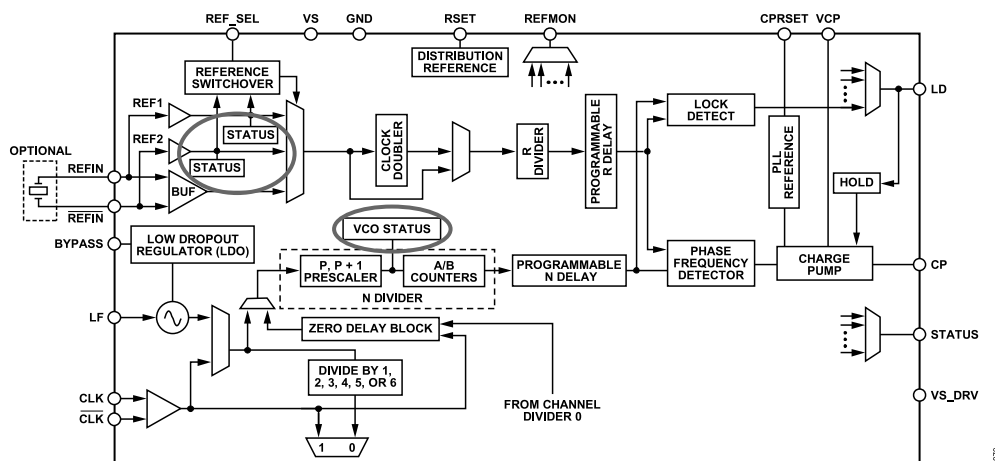 REF_SEL
VS
GND
RSET
REFMON
CPRSET
VCP
DISTRIBUTION
REFERENCE
REFERENCE
SWITCHOVER
REF1
STATUS
REF2
STATUS
BUF
OPTIONAL
REFIN
REFIN
BYPASS
LOW DROPOUT
REGULATOR (LDO)
LF
CLK
CLK
CLOCK
DOUBLER
R
DIVIDER
PROGRAMMABLE
R DELAY
LOCK
DETECT
PLL
REFERENCE
HOLD
LD
VCO STATUS
P, P + 1
PRESCALER
A/B
COUNTERS
N DIVIDER
PROGRAMMABLE
N DELAY
PHASE
FREQUENCY
DETECTOR
CHARGE
PUMP
CP
ZERO DELAY BLOCK
DIVIDE BY 1,
2, 3, 4, 5, OR 6
FROM CHANNEL
DIVIDER 0
STATUS
VS_DRV
1 0